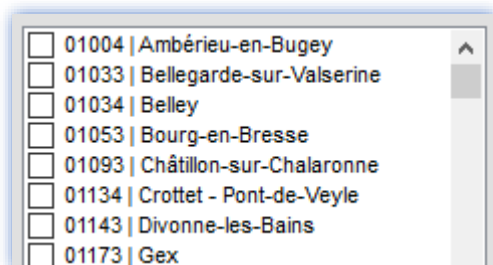 01004 | Ambérieu-en-Bugey
01033 | Bellegarde-sur-Valserine
01034 | Belley
01053 | Bourg-en-Bresse
01093 | Châtillon-sur-Chalaronne
01134 | Crottet - Pont-de-Veyle
01143 | Divonne-les-Bains
01173 | Gex